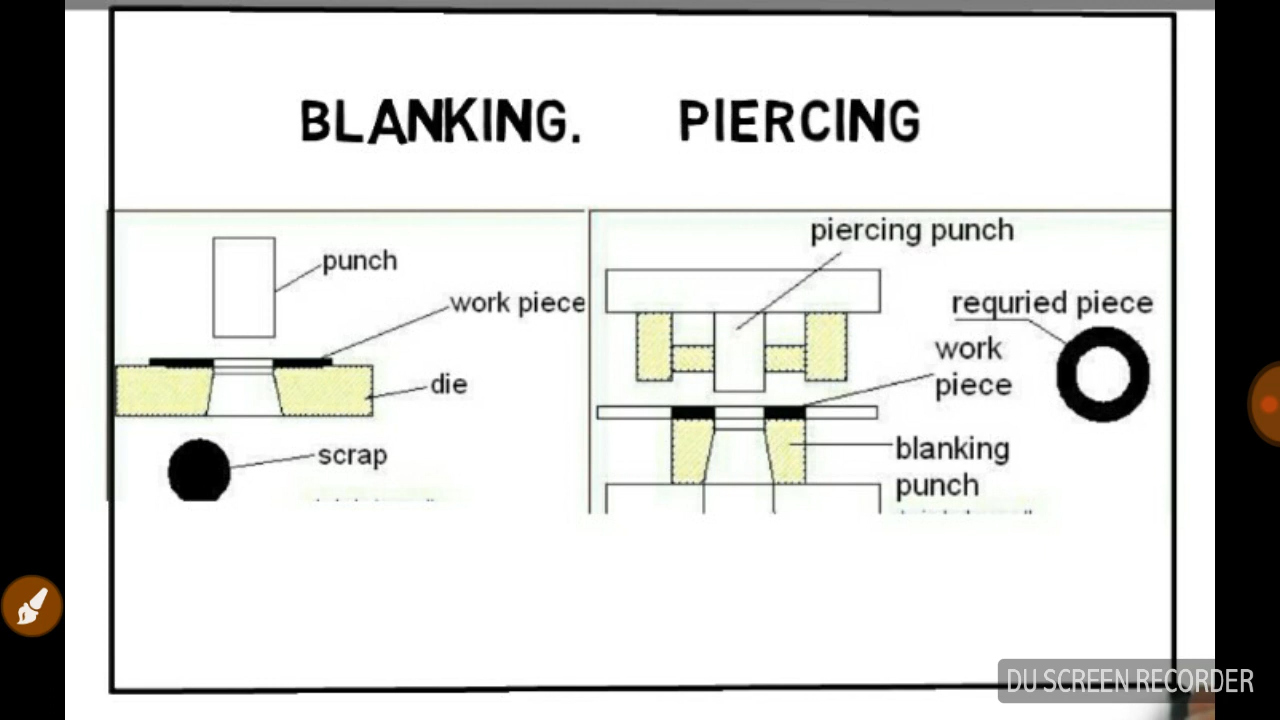 BLANKING. PIERCING
punch
work piece
die
scrap
piercing punch
requried piece
work
piece
blanking
punch
DU SCREEN RECORDER